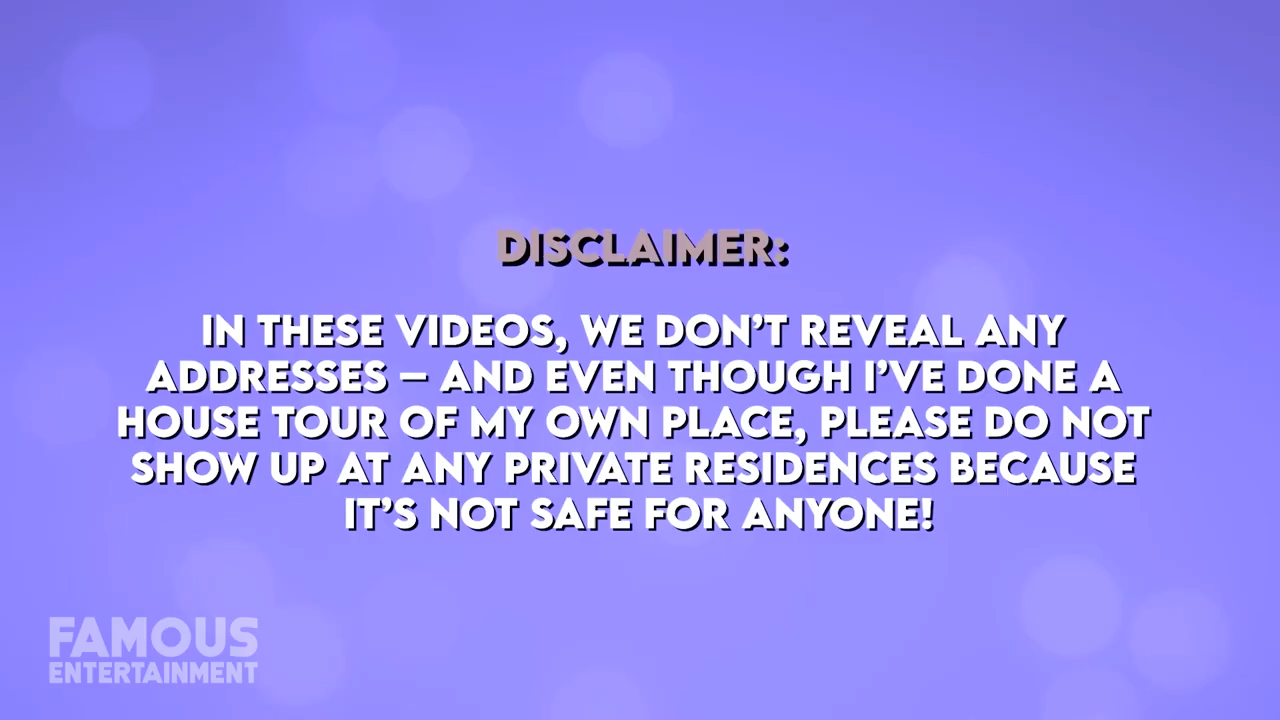 DISCLAIMER:
IN THESE VIDEOS, WE DON'T REVEAL ANY
ADDRESSES – AND EVEN THOUGH I'VE DONE A
HOUSE TOUR OF MY OWN PLACE, PLEASE DO NOT
SHOW UP AT ANY PRIVATE RESIDENCES BECAUSE
IT'S NOT SAFE FOR ANYONE!
FAMOUS
ENTERTAINMENT